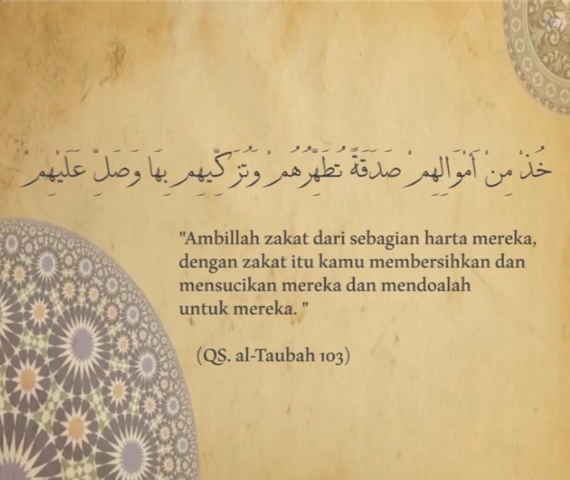 خُذْ مِنْ أَمْوَالِهِمْ صَدَقَةً تُطَهِّرُهُمْ وَتُزَكِّيهِم بِهَا وَصَلِّ عَلَيْهِمْ
"Ambillah zakat dari sebagian harta mereka,
dengan zakat itu kamu membersihkan dan
mensucikan mereka dan mendoalah
untuk mereka. "
(QS. al-Taubah 103)